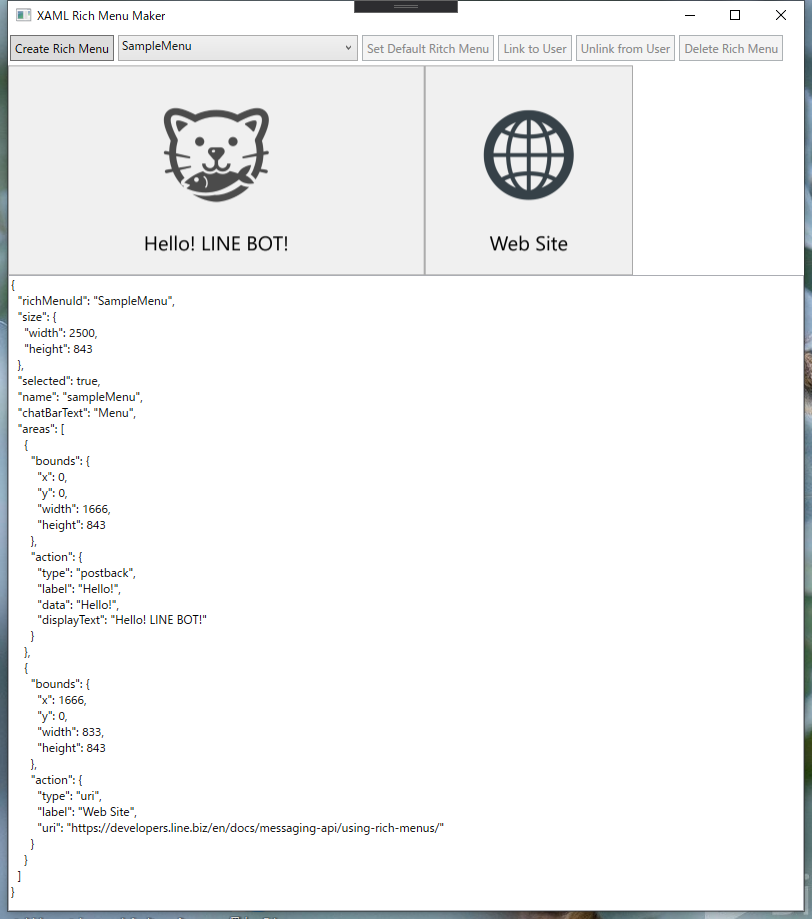 XAML Rich Menu Maker
Create Rich Menu SampleMenu Set Default Ritch Menu Link to User Unlink from User Delete Rich Menu
Hello! LINE BOT! Web Site
{
"richMenuId": "SampleMenu",
"size": {
"width": 2500,
"height": 843
},
"selected": true,
"name": "sampleMenu",
"chatBarText": "Menu",
"areas": [
{
"bounds": {
"x": 0,
"y": 0,
"width": 1666,
"height": 843
},
"action": {
"type": "postback",
"label": "Hello!",
"data": "Hello!",
"displayText": "Hello! LINE BOT!"
}
},
{
"bounds": {
"x": 1666,
"y": 0,
"width": 833,
"height": 843
},
"action": {
"type": "uri",
"label": "Web Site",
"uri": "https://developers.line.biz/en/docs/messaging-api/using-rich-menus/"
}
}
]
}